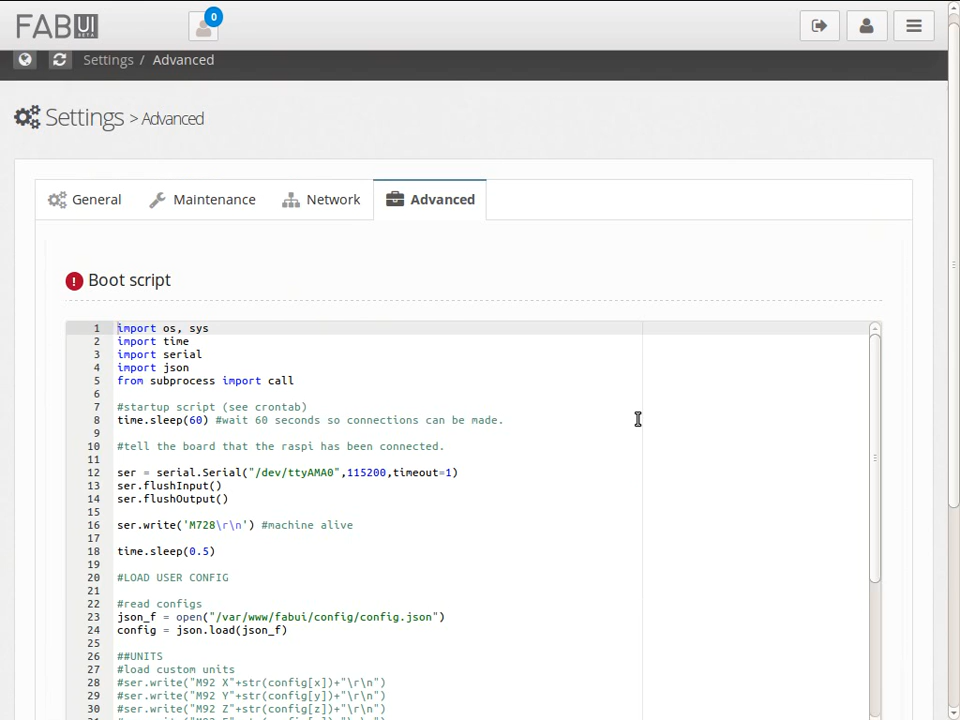 FABUI
BETA
0
Settings / Advanced
Settings > Advanced
General
Maintenance
Network
Advanced
! Boot script
1 import os, sys
2 import time
3 import serial
4 import json
5 from subprocess import call
6
7 #startup script (see crontab)
8 time.sleep(60) #wait 60 seconds so connections can be made.
9
10 #tell the board that the raspi has been connected.
11
12 ser = serial.Serial("/dev/ttyAMA0",115200,timeout=1)
13 ser.flushInput()
14 ser.flushOutput()
15
16 ser.write('M728\r\n') #machine alive
17
18 time.sleep(0.5)
19
20 #LOAD USER CONFIG
21
22 #read configs
23 json_f = open("/var/www/fabui/config/config.json")
24 config = json.load(json_f)
25
26 ##UNITS
27 #load custom units
28 #ser.write("M92 X"+str(config[x])+"\r\n")
29 #ser.write("M92 Y"+str(config[y])+"\r\n")
30 #ser.write("M92 Z"+str(config[z])+"\r\n")